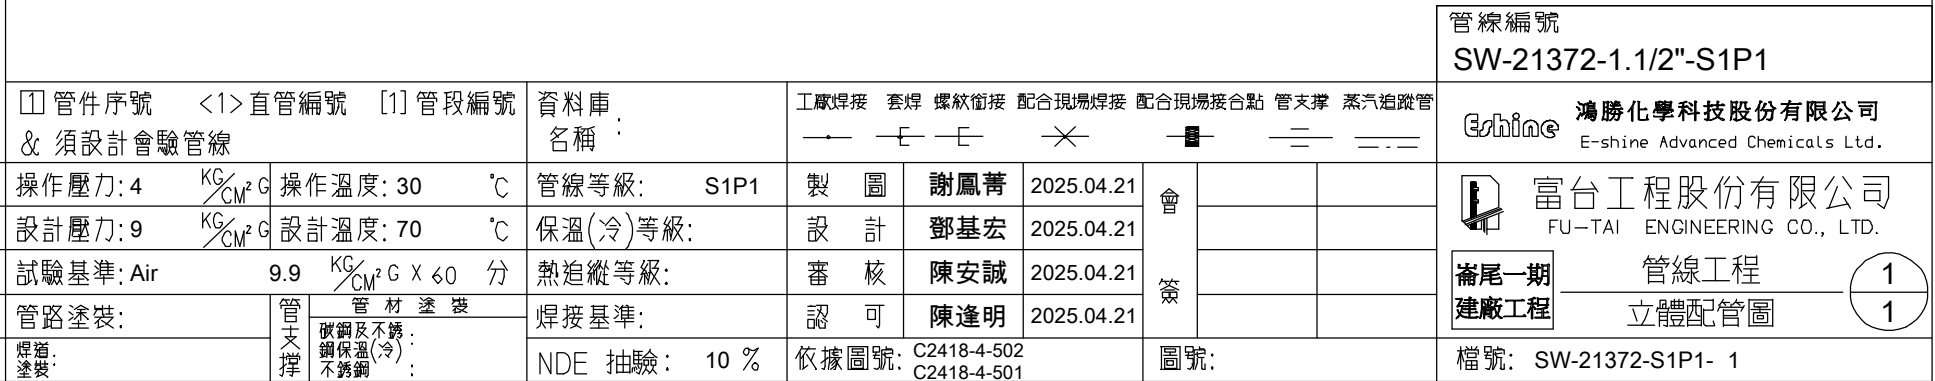 管線編號
SW-21372-1.1/2"-S1P1
1 管件序號 <1>直管編號 [1]管段編號
& 須設計會驗管線
資料庫
名稱 :
工廠焊接 套焊 螺紋銜接 配合現場焊接 配合現場接合點 管支撐 蒸汽追蹤管
Eshine 鴻勝化學科技股份有限公司
E-shine Advanced Chemicals Ltd.
操作壓力: 4 KG/CM² G 操作溫度: 30 °C 管線等級: S1P1 製 圖 謝鳳菁 2025.04.21
設計壓力: 9 KG/CM² G 設計溫度: 70 °C 保溫(冷)等級: 設 計 鄧基宏 2025.04.21
試驗基準: Air 9.9 KG/CM² G X 60 分 熱追縱等級: 審 核 陳安誠 2025.04.21
管路塗裝: 管支撐 管 材 塗 裝 焊接基準: 認 可 陳逢明 2025.04.21
會 簽
碳鋼及不銹
鋼保溫(冷) :
不銹鋼 :
焊道
塗裝:
NDE 抽驗: 10 % 依據圖號: C2418-4-502
C2418-4-501
圖號:
富台工程股份有限公司
FU-TAI ENGINEERING CO., LTD.
崙尾一期
建廠工程
管線工程
立體配管圖
1
1
檔號: SW-21372-S1P1- 1